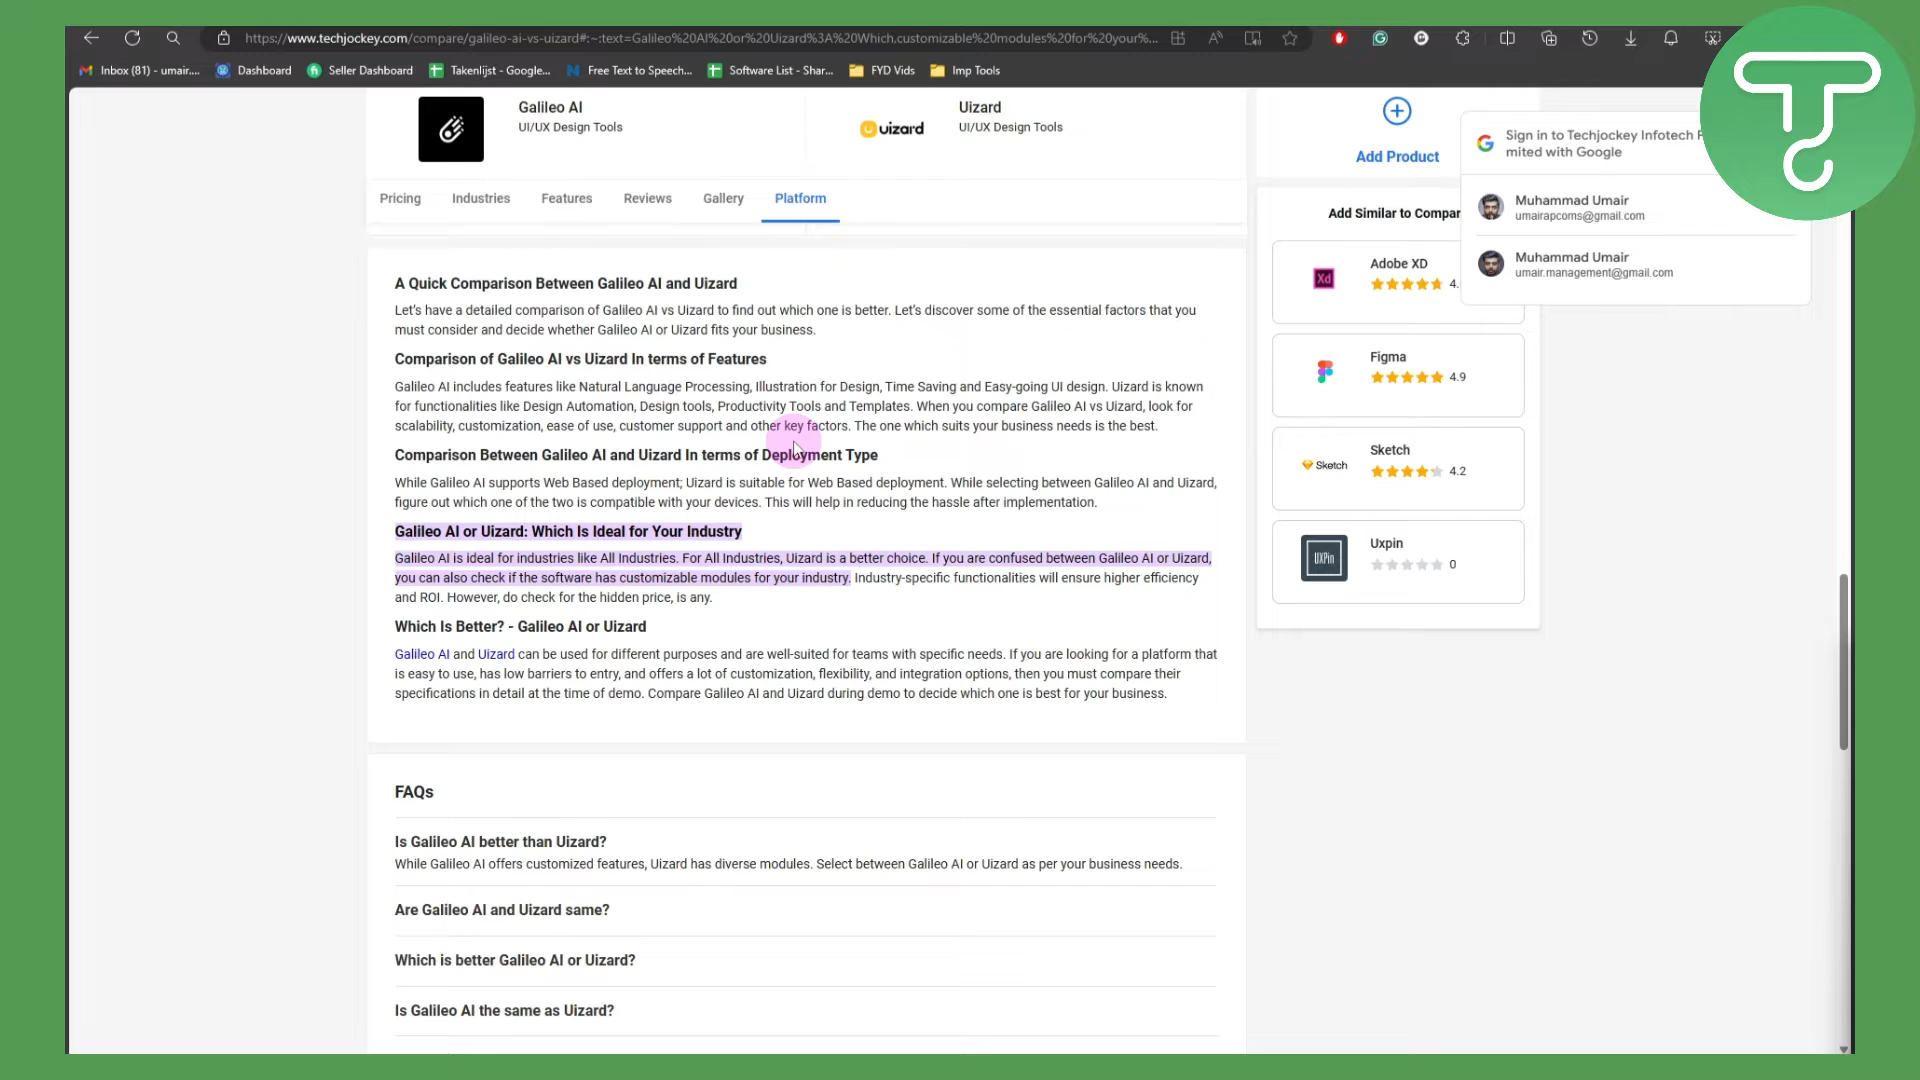 https://www.techjockey.com/compare/galileo-ai-vs-uizard#:~:text=Galileo%20AI%20or%20Uizard%3A%20Which,customizable%20modules%20for%20your%...
Inbox (81) - umair....
Dashboard
Seller Dashboard
Takenlijst - Google...
Free Text to Speech...
Software List - Shar...
FYD Vids
Imp Tools
Galileo AI
UI/UX Design Tools
uizard
Uizard
UI/UX Design Tools
Add Product
Sign in to Techjockey Infotech
mited with Google
Muhammad Umair
umairapcoms@gmail.com
Muhammad Umair
umair.management@gmail.com
Pricing
Industries
Features
Reviews
Gallery
Platform
Add Similar to Compar
Xd
Adobe XD
4.
Figma
4.9
Sketch
Sketch
4.2
UXPin
Uxpin
0
A Quick Comparison Between Galileo AI and Uizard
Let's have a detailed comparison of Galileo AI vs Uizard to find out which one is better. Let's discover some of the essential factors that you
must consider and decide whether Galileo AI or Uizard fits your business.
Comparison of Galileo AI vs Uizard In terms of Features
Galileo AI includes features like Natural Language Processing, Illustration for Design, Time Saving and Easy-going UI design. Uizard is known
for functionalities like Design Automation, Design tools, Productivity Tools and Templates. When you compare Galileo AI vs Uizard, look for
scalability, customization, ease of use, customer support and other key factors. The one which suits your business needs is the best.
Comparison Between Galileo AI and Uizard In terms of Deployment Type
While Galileo AI supports Web Based deployment; Uizard is suitable for Web Based deployment. While selecting between Galileo AI and Uizard,
figure out which one of the two is compatible with your devices. This will help in reducing the hassle after implementation.
Galileo AI or Uizard: Which Is Ideal for Your Industry
Galileo AI is ideal for industries like All Industries. For All Industries, Uizard is a better choice. If you are confused between Galileo AI or Uizard,
you can also check if the software has customizable modules for your industry. Industry-specific functionalities will ensure higher efficiency
and ROI. However, do check for the hidden price, is any.
Which Is Better? - Galileo AI or Uizard
Galileo AI and Uizard can be used for different purposes and are well-suited for teams with specific needs. If you are looking for a platform that
is easy to use, has low barriers to entry, and offers a lot of customization, flexibility, and integration options, then you must compare their
specifications in detail at the time of demo. Compare Galileo AI and Uizard during demo to decide which one is best for your business.
FAQs
Is Galileo AI better than Uizard?
While Galileo AI offers customized features, Uizard has diverse modules. Select between Galileo AI or Uizard as per your business needs.
Are Galileo AI and Uizard same?
Which is better Galileo AI or Uizard?
Is Galileo AI the same as Uizard?